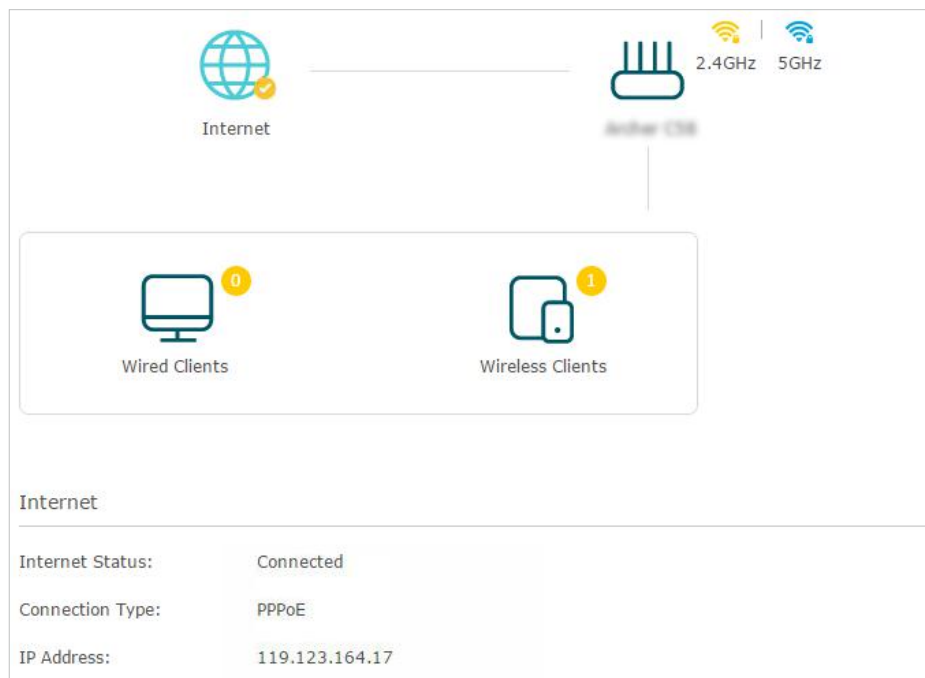 2.4GHz 5GHz
Internet
0
1
Wired Clients
Wireless Clients
Internet
Internet Status: Connected
Connection Type: PPPoE
IP Address: 119.123.164.17